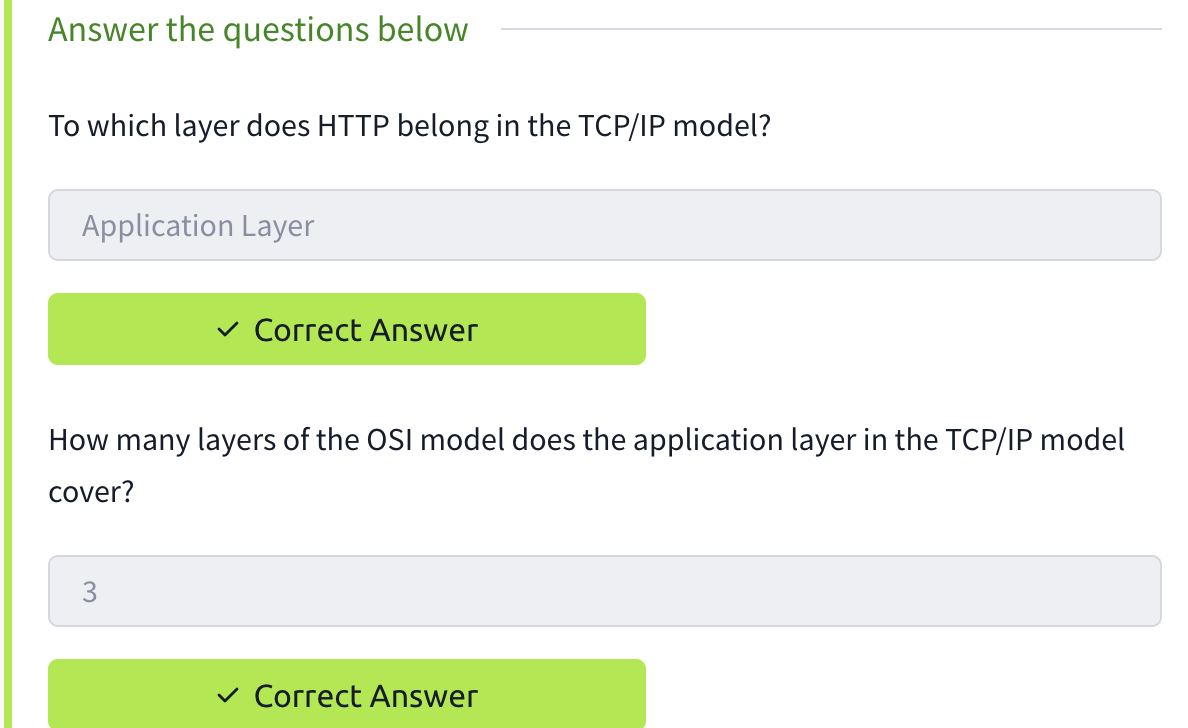 Answer the questions below
To which layer does HTTP belong in the TCP/IP model?
Application Layer
✓ Correct Answer
How many layers of the OSI model does the application layer in the TCP/IP model
cover?
3
✓ Correct Answer